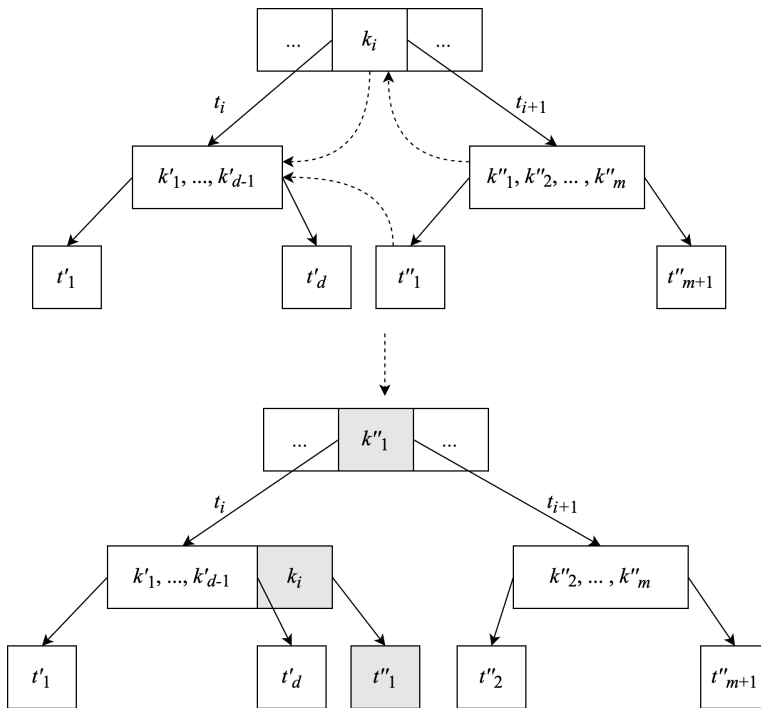 ... k_i ...
t_i t_{i+1}
k'_1, ..., k'_{d-1} k''_1, k''_2, ... , k''_m
t'_1 t'_d t''_1 t''_{m+1}
... k''_1 ...
t_i t_{i+1}
k'_1, ..., k'_{d-1} k_i k''_2, ... , k''_m
t'_1 t'_d t''_1 t''_2 t''_{m+1}